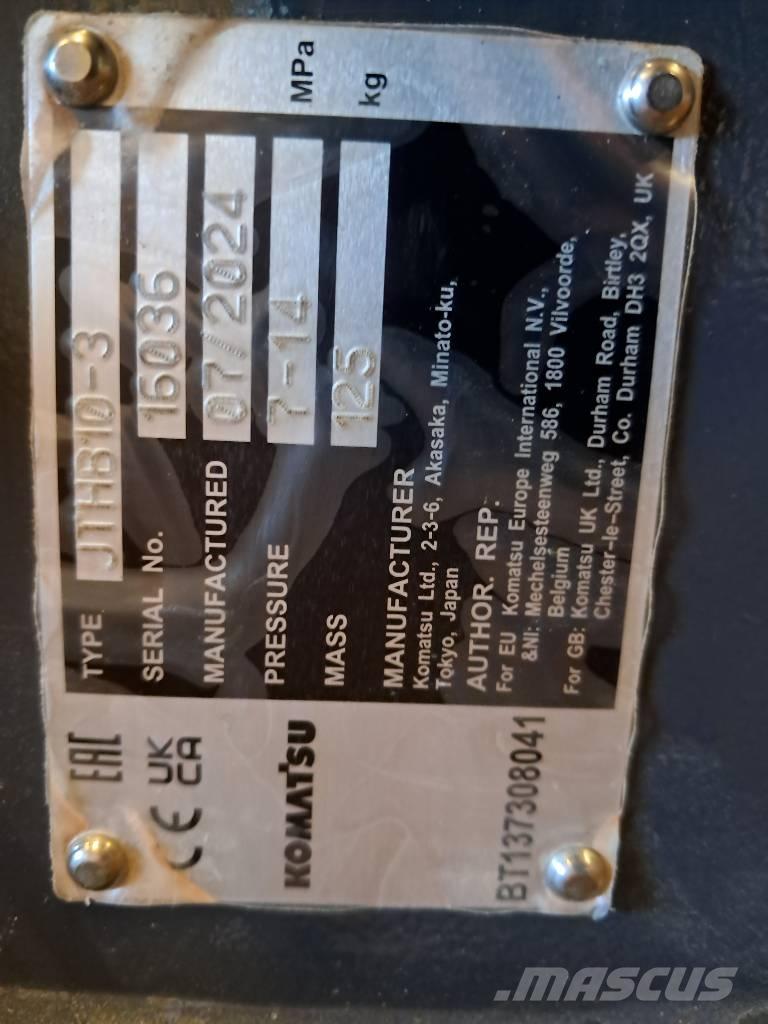 EAC
CE UK
CA
KOMATSU
BT137308041
TYPE JTHB10-3
SERIAL No. 16036
MANUFACTURED 07/2024
PRESSURE 7-14 MPa
MASS 125 kg
MANUFACTURER
Komatsu Ltd., 2-3-6, Akasaka, Minato-ku,
Tokyo, Japan
AUTHOR. REP.
For EU Komatsu Europe International N.V.,
&NI: Mechelsesteenweg 586, 1800 Vilvoorde,
Belgium
For GB: Komatsu UK Ltd., Durham Road, Birtley,
Chester-le-Street, Co. Durham DH3 2QX, UK
MASCUS